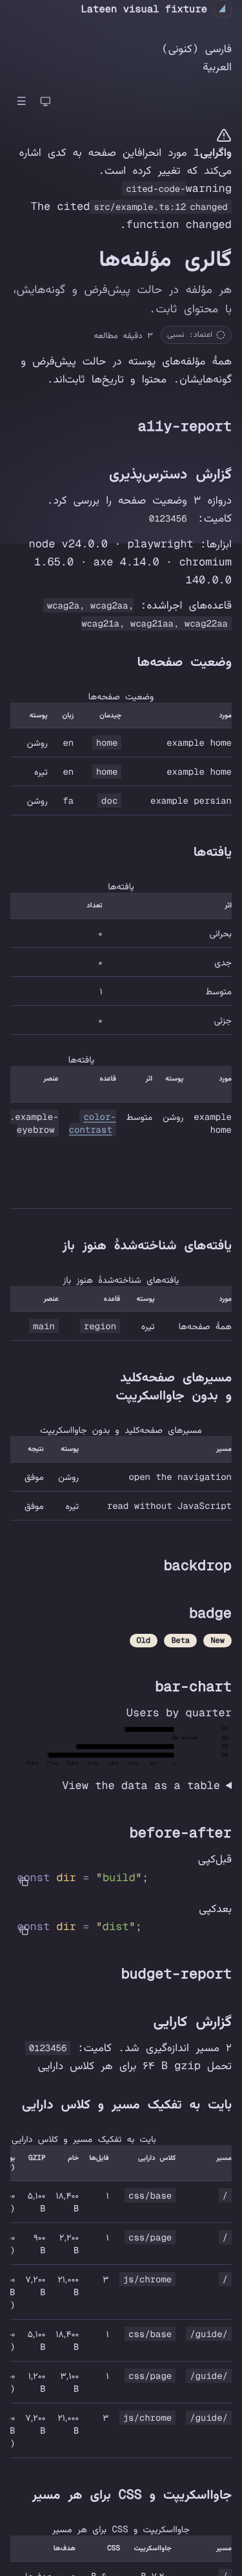 Lateen visual fixture
فارسی (کنونی)
العربية
واگرایی1 مورد انحرافاین صفحه به کدی اشاره
می‌کند که تغییر کرده است.
cited-code-warning
The cited src/example.ts:12 changed
function changed.
گالری مؤلفه‌ها
هر مؤلفه در حالت پیش‌فرض و گونه‌هایش،
با محتوای ثابت.
اعتماد: نسبی
۳ دقیقه مطالعه
همهٔ مؤلفه‌های پوسته در حالت پیش‌فرض و
گونه‌هایشان. محتوا و تاریخ‌ها ثابت‌اند.
a11y-report
گزارش دسترس‌پذیری
دروازه ۳ وضعیت صفحه را بررسی کرد.
کامیت: 0123456
ابزارها: node v24.0.0 · playwright
1.65.0 · axe 4.14.0 · chromium
140.0.0
قاعده‌های اجراشده: wcag2a, wcag2aa,
wcag21a, wcag21aa, wcag22aa
وضعیت صفحه‌ها
وضعیت صفحه‌ها
مورد چیدمان زبان پوسته
example home home en روشن
example home home en تیره
example persian doc fa روشن
یافته‌ها
یافته‌ها
اثر تعداد
بحرانی ۰
جدی ۰
متوسط ۱
جزئی ۰
یافته‌ها
مورد پوسته اثر قاعده عنصر
example home روشن متوسط color-contrast .example-eyebrow
یافته‌های شناخته‌شدهٔ هنوز باز
یافته‌های شناخته‌شدهٔ هنوز باز
مورد پوسته قاعده عنصر
همهٔ صفحه‌ها تیره region main
مسیرهای صفحه‌کلید
و بدون جاوااسکریپت
مسیرهای صفحه‌کلید و بدون جاوااسکریپت
مسیر پوسته نتیجه
open the navigation روشن موفق
read without JavaScript تیره موفق
backdrop
badge
New Beta Old
bar-chart
Users by quarter
View the data as a table
before-after
قبل‌کپی
const dir = "build";
بعدکپی
const dir = "dist";
budget-report
گزارش کارایی
۲ مسیر اندازه‌گیری شد. کامیت: 0123456
تحمل ۶۴ B gzip برای هر کلاس دارایی
بایت به تفکیک مسیر و کلاس دارایی
بایت به تفکیک مسیر و کلاس دارایی
مسیر کلاس دارایی فایل‌ها خام GZIP
/ css/base ۱ ۱۸,۴۰۰ B ۵,۱۰۰ B
/ css/page ۱ ۲,۲۰۰ B ۹۰۰ B
/ js/chrome ۳ ۲۱,۰۰۰ B ۷,۲۰۰ B
/guide/ css/base ۱ ۱۸,۴۰۰ B ۵,۱۰۰ B
/guide/ css/page ۱ ۳,۱۰۰ B ۱,۲۰۰ B
/guide/ js/chrome ۳ ۲۱,۰۰۰ B ۷,۲۰۰ B
جاوااسکریپت و CSS برای هر مسیر
جاوااسکریپت و CSS برای هر مسیر
مسیر جاوااسکریپت CSS هدف‌ها